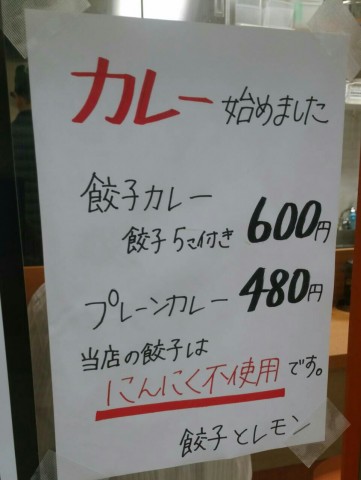 カレー始めました
餃子カレー
餃子5コ付き 600円
プレーンカレー 480円
当店の餃子は
にんにく不使用です。
餃子とレモン